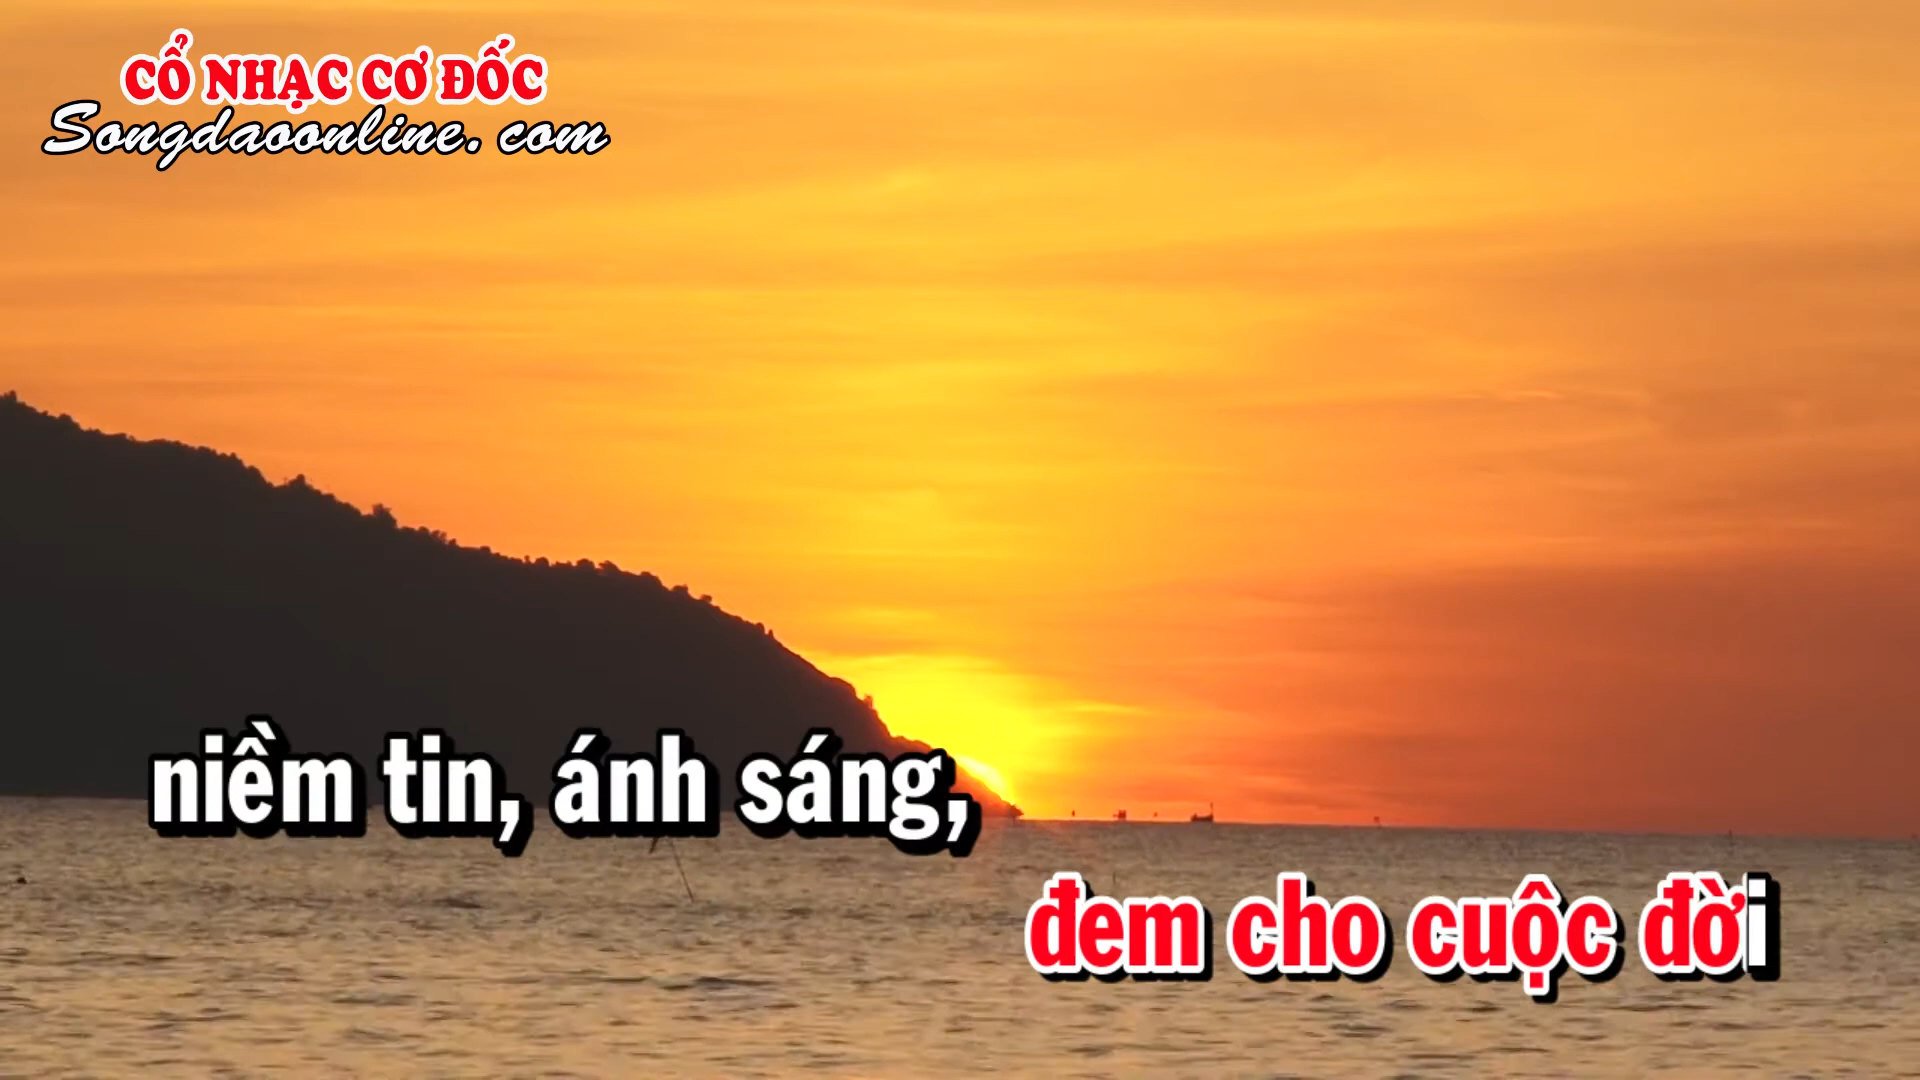 CỔ NHẠC CƠ ĐỐC
Songdaoonline.com
niềm tin, ánh sáng,
đem cho cuộc đời